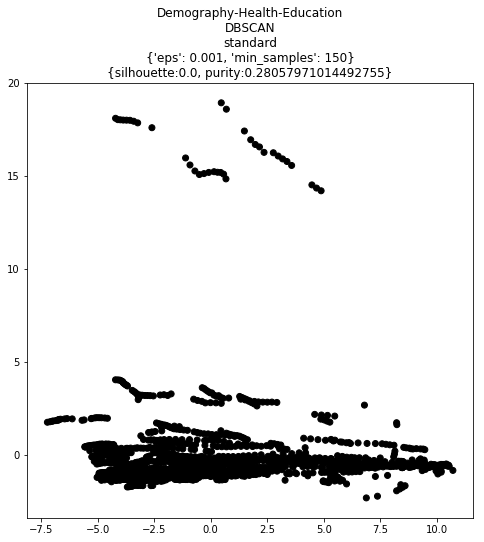 Demography-Health-Education
DBSCAN
standard
{'eps': 0.001, 'min_samples': 150}
{silhouette:0.0, purity:0.28057971014492755}
20
15
10
5
0
−7.5 −5.0 −2.5 0.0 2.5 5.0 7.5 10.0